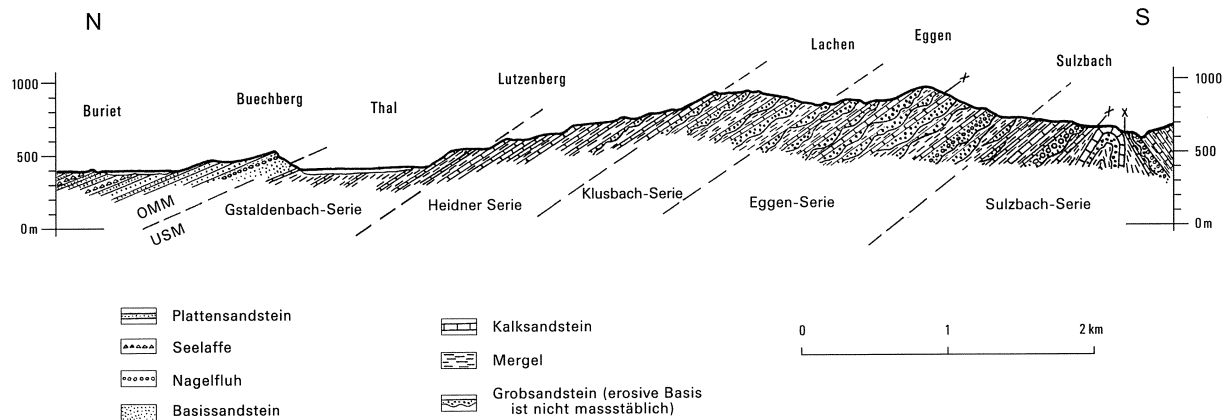 N
S
Lachen
Eggen
Sulzbach
Lutzenberg
Buriet
Buechberg
Thal
1000
500
0 m
1000
500
0 m
OMM
USM
Gstaldenbach-Serie
Heidner Serie
Klusbach-Serie
Eggen-Serie
Sulzbach-Serie
Plattensandstein
Seelaffe
Nagelfluh
Basissandstein
Kalksandstein
Mergel
Grobsandstein (erosive Basis
ist nicht massstäblich)
0
1
2 km